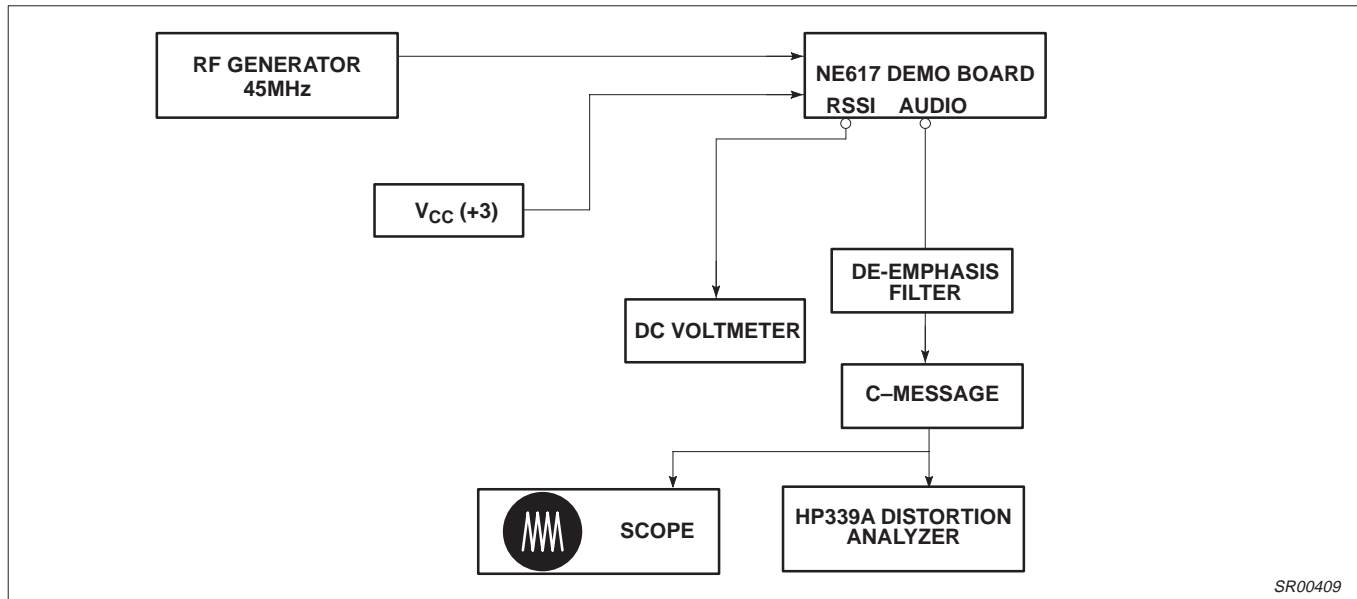 RF GENERATOR
45MHz
NE617 DEMO BOARD
RSSI AUDIO
VCC (+3)
DE-EMPHASIS
FILTER
DC VOLTMETER
C–MESSAGE
SCOPE
HP339A DISTORTION
ANALYZER
SR00409